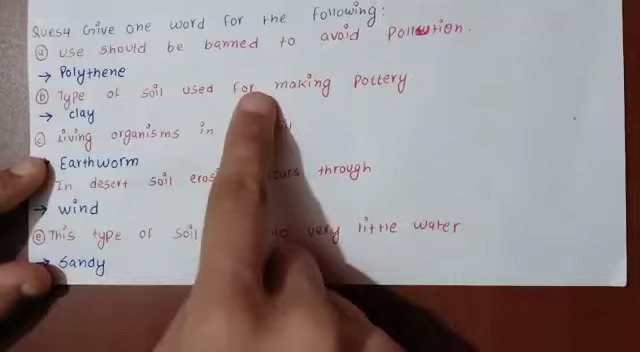 Ques4 Give one word for the following:
(a) Use should be banned to avoid pollution.
→ Polythene
(b) Type of soil used for making pottery
→ clay
(c) living organisms in
→ Earthworm
In desert soil through
→ wind
(e) This type of soil very little water
→ Sandy